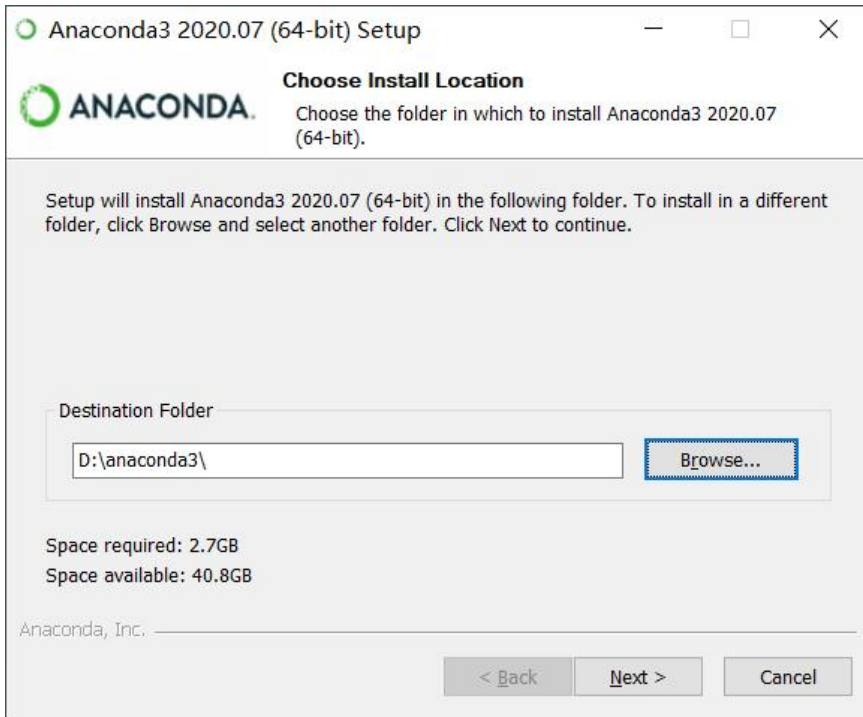 Anaconda3 2020.07 (64-bit) Setup
ANACONDA.
Choose Install Location
Choose the folder in which to install Anaconda3 2020.07
(64-bit).
Setup will install Anaconda3 2020.07 (64-bit) in the following folder. To install in a different
folder, click Browse and select another folder. Click Next to continue.
Destination Folder
D:\anaconda3\
Browse...
Space required: 2.7GB
Space available: 40.8GB
Anaconda, Inc.
< Back
Next >
Cancel